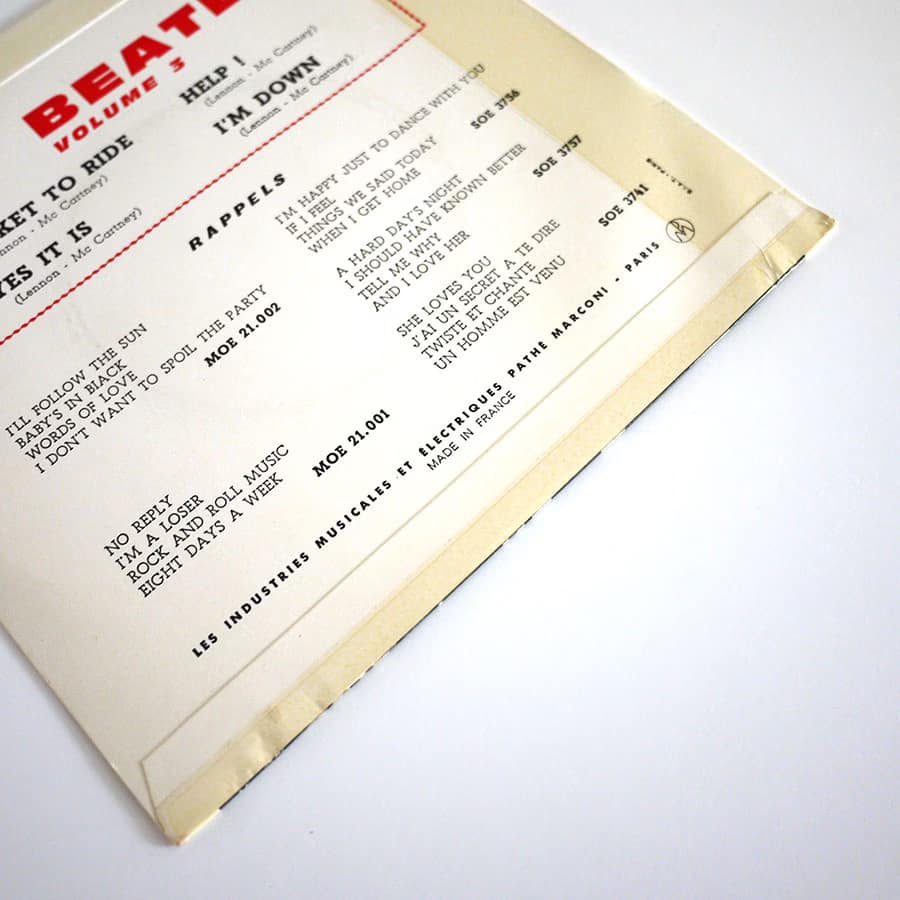 BEATL
VOLUME 3
KET TO RIDE
nnon - Mc Cartney)
YES IT IS
(Lennon - Mc Cartney)
HELP !
(Lennon - Mc Cartney)
I'M DOWN
(Lennon - Mc Cartney)
RAPPELS
I'LL FOLLOW THE SUN
BABY'S IN BLACK
WORDS OF LOVE
I DON'T WANT TO SPOIL THE PARTY
MOE 21.002
NO REPLY
I'M A LOSER
ROCK AND ROLL MUSIC
EIGHT DAYS A WEEK
MOE 21.001
I'M HAPPY JUST TO DANCE WITH YOU
IF I FEEL
THINGS WE SAID TODAY
WHEN I GET HOME
SOE 3756
A HARD DAY'S NIGHT
I SHOULD HAVE KNOWN BETTER
TELL ME WHY
AND I LOVE HER
SOE 3757
SHE LOVES YOU
J'AI UN SECRET A TE DIRE
TWISTE ET CHANTE
UN HOMME EST VENU
SOE 3741
LES INDUSTRIES MUSICALES ET ÉLECTRIQUES PATHÉ MARCONI - PARIS
MADE IN FRANCE